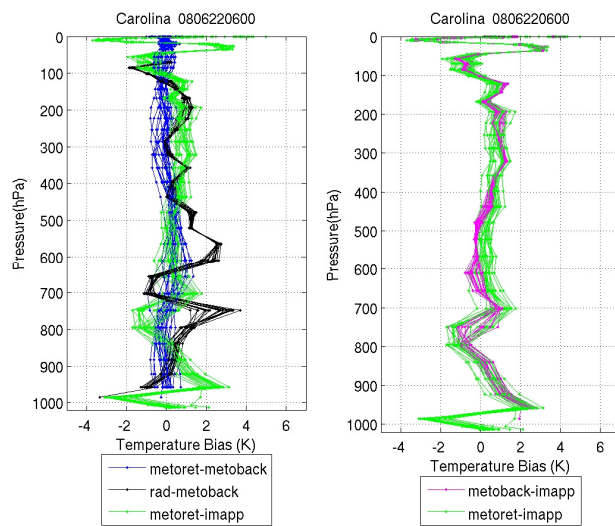 Carolina 0806220600
Carolina 0806220600
0
100
200
300
400
500
600
700
800
900
1000
Pressure(hPa)
-4 -2 0 2 4 6
Temperature Bias (K)
metoret-metoback
rad-metoback
metoret-imapp
0
100
200
300
400
500
600
700
800
900
1000
Pressure(hPa)
-4 -2 0 2 4 6
Temperature Bias (K)
metoback-imapp
metoret-imapp